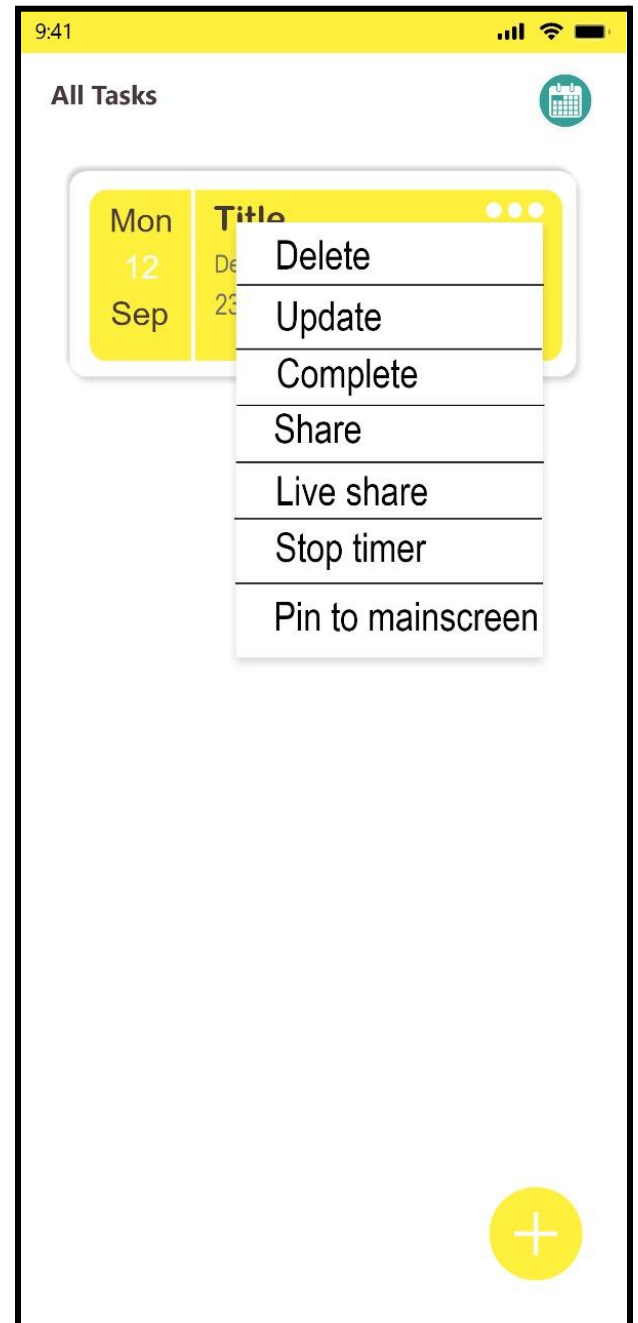 9:41
All Tasks
Mon
12
Sep
Title
Delete
Update
Complete
Share
Live share
Stop timer
Pin to mainscreen